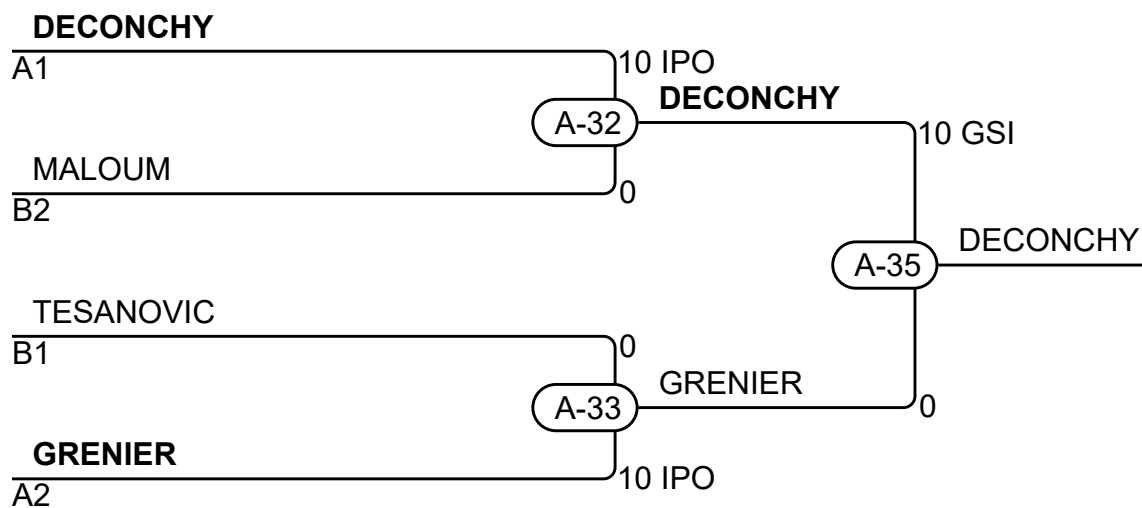 DECONCHY
A1
10 IPO
A-32
DECONCHY
10 GSI
MALOUM
B2
0
A-35
DECONCHY
TESANOVIC
B1
0
A-33
GRENIER
0
GRENIER
A2
10 IPO